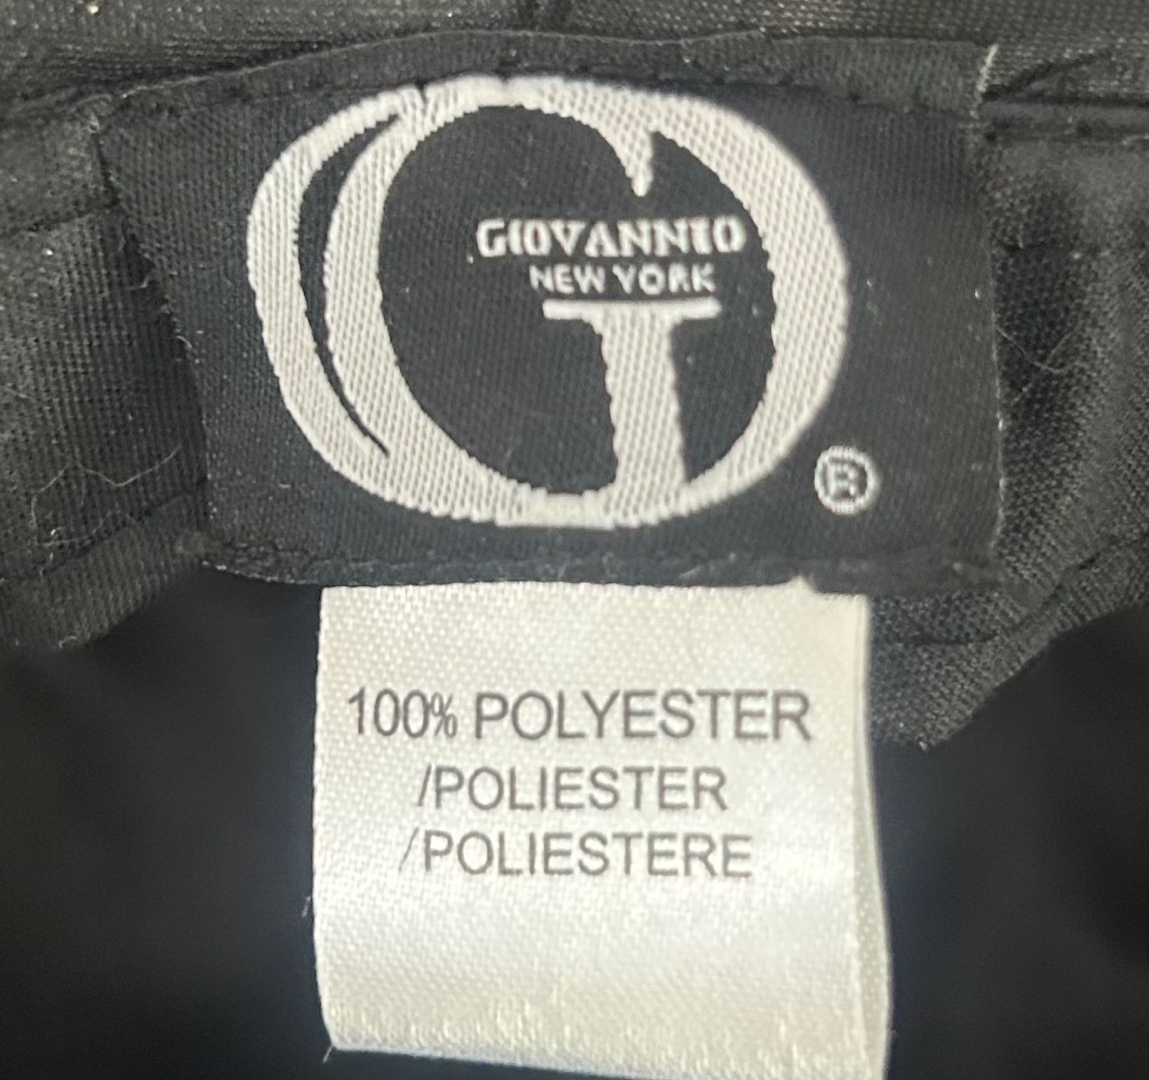 GIOVANNIO
NEW YORK
G
®
100% POLYESTER
/POLIESTER
/POLIESTERE